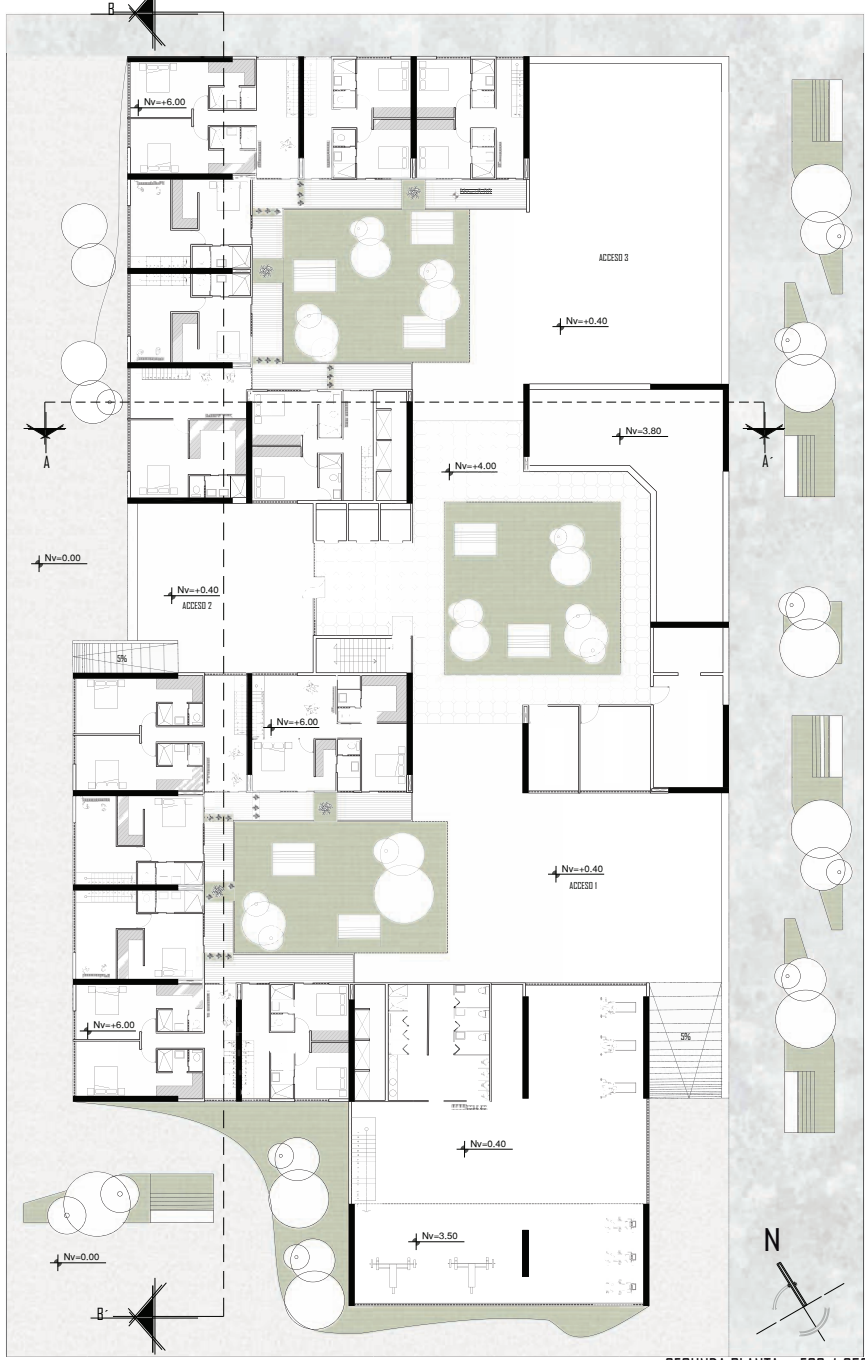 B
Nv=+6.00
ACCESO 3
Nv=+0.40
Nv=3.80
A
A´
Nv=+4.00
Nv=0.00
Nv=+0.40
ACCESO 2
5%
Nv=+6.00
Nv=+0.40
ACCESO 1
Nv=+6.00
5%
Nv=0.40
Nv=3.50
N
Nv=0.00
B´